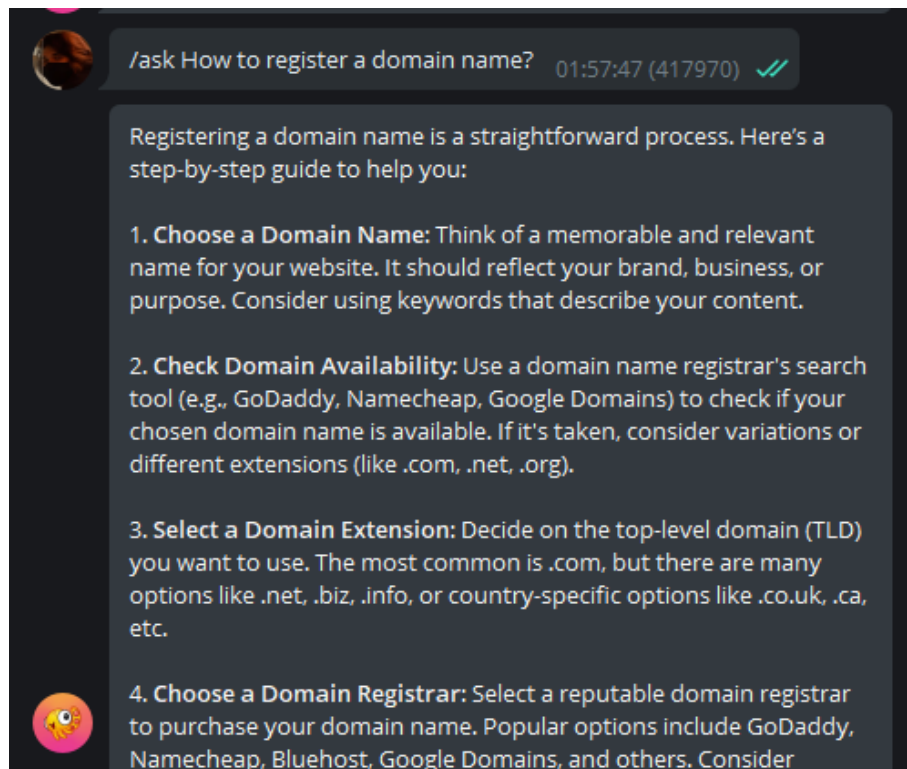 /ask How to register a domain name?
01:57:47 (417970)
Registering a domain name is a straightforward process. Here’s a
step-by-step guide to help you:
1. Choose a Domain Name: Think of a memorable and relevant
name for your website. It should reflect your brand, business, or
purpose. Consider using keywords that describe your content.
2. Check Domain Availability: Use a domain name registrar's search
tool (e.g., GoDaddy, Namecheap, Google Domains) to check if your
chosen domain name is available. If it's taken, consider variations or
different extensions (like .com, .net, .org).
3. Select a Domain Extension: Decide on the top-level domain (TLD)
you want to use. The most common is .com, but there are many
options like .net, .biz, .info, or country-specific options like .co.uk, .ca,
etc.
4. Choose a Domain Registrar: Select a reputable domain registrar
to purchase your domain name. Popular options include GoDaddy,
Namecheap, Bluehost, Google Domains, and others. Consider